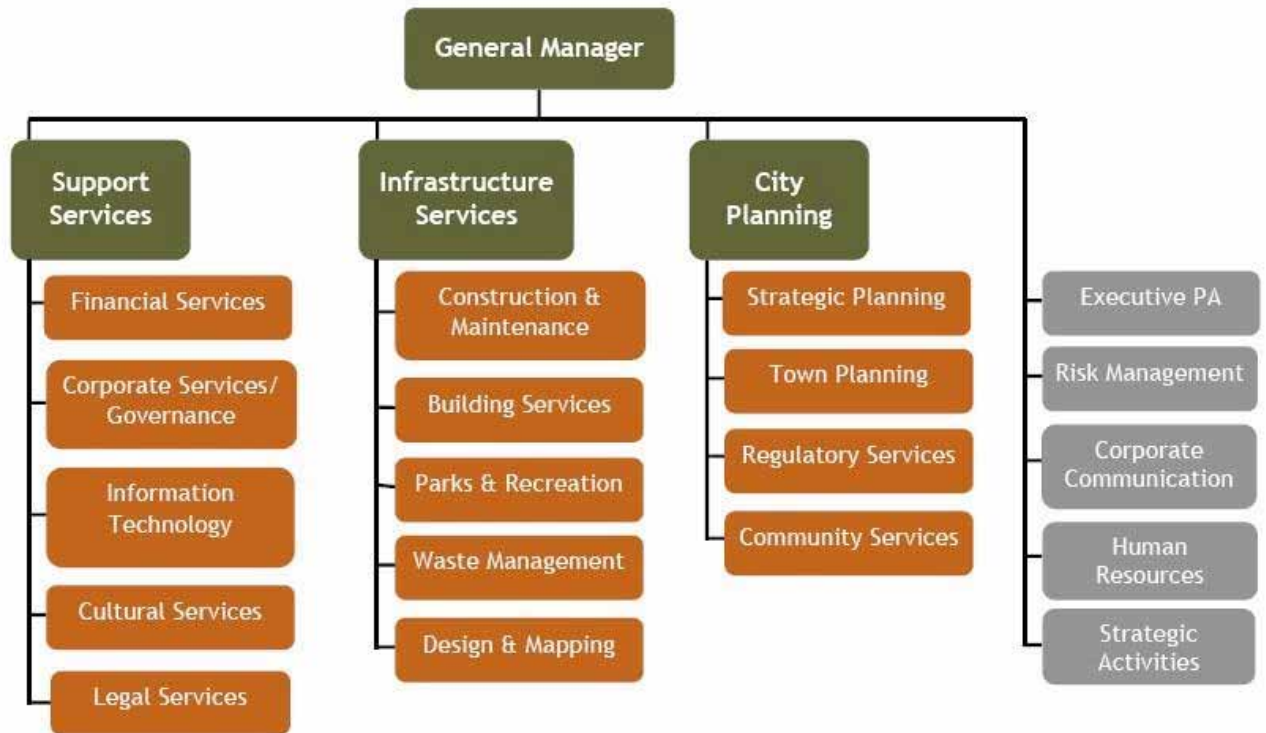 General Manager
Support
Services
Financial Services
Corporate Services/
Governance
Information
Technology
Cultural Services
Legal Services
Infrastructure
Services
Construction &
Maintenance
Building Services
Parks & Recreation
Waste Management
Design & Mapping
City
Planning
Strategic Planning
Town Planning
Regulatory Services
Community Services
Executive PA
Risk Management
Corporate
Communication
Human
Resources
Strategic
Activities